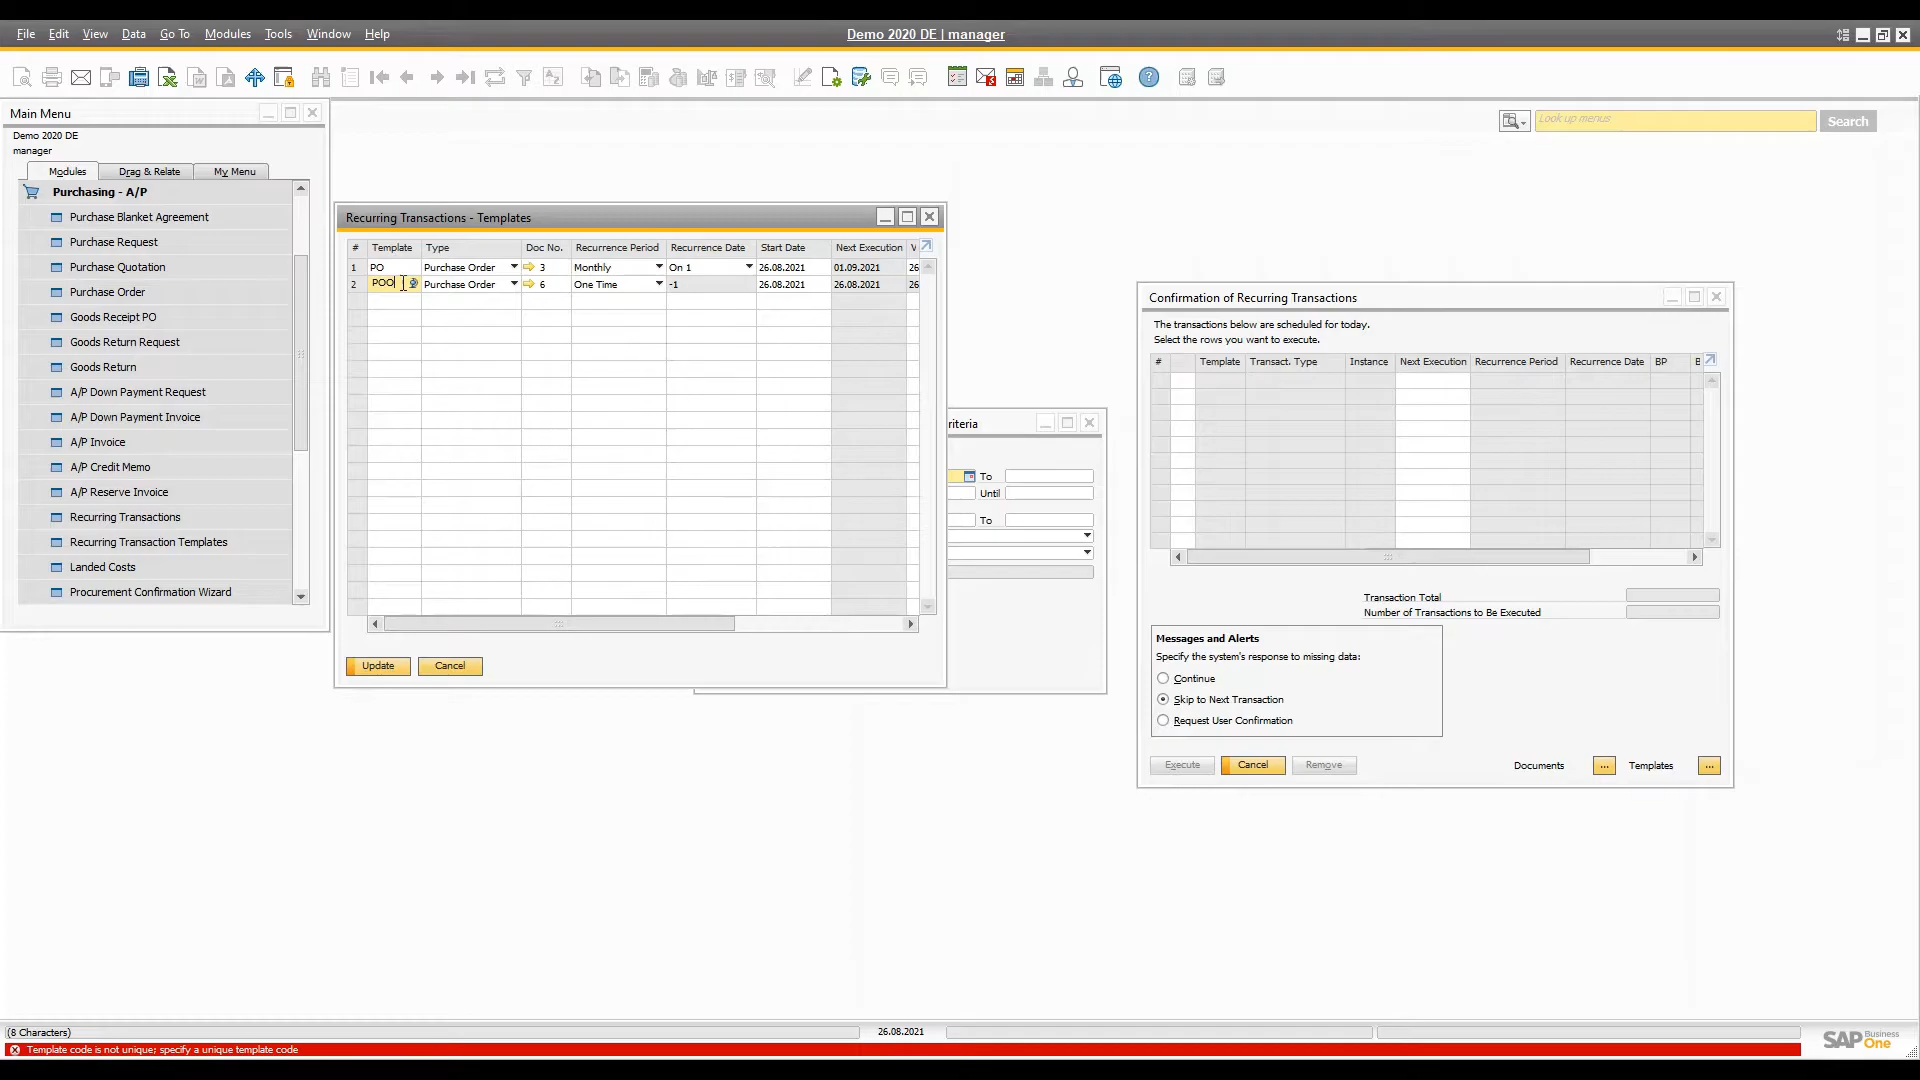 File Edit View Data Go To Modules Tools Window Help
Demo 2020 DE | manager
Main Menu
Demo 2020 DE
manager
Modules Drag & Relate My Menu
Purchasing - A/P
Purchase Blanket Agreement
Purchase Request
Purchase Quotation
Purchase Order
Goods Receipt PO
Goods Return Request
Goods Return
A/P Down Payment Request
A/P Down Payment Invoice
A/P Invoice
A/P Credit Memo
A/P Reserve Invoice
Recurring Transactions
Recurring Transaction Templates
Landed Costs
Procurement Confirmation Wizard
Look up menus Search
Recurring Transactions - Templates
# Template Type Doc No. Recurrence Period Recurrence Date Start Date Next Execution V
1 PO Purchase Order 3 Monthly On 1 26.08.2021 01.09.2021 26
2 POO Purchase Order 6 One Time -1 26.08.2021 26.08.2021 26
Update Cancel
riteria
To
Until
To
Confirmation of Recurring Transactions
The transactions below are scheduled for today.
Select the rows you want to execute.
# Template Transact. Type Instance Next Execution Recurrence Period Recurrence Date BP B
Transaction Total
Number of Transactions to Be Executed
Messages and Alerts
Specify the system's response to missing data:
Continue
Skip to Next Transaction
Request User Confirmation
Execute Cancel Remove Documents ... Templates ...
(8 Characters) 26.08.2021
Template code is not unique; specify a unique template code
SAP Business One